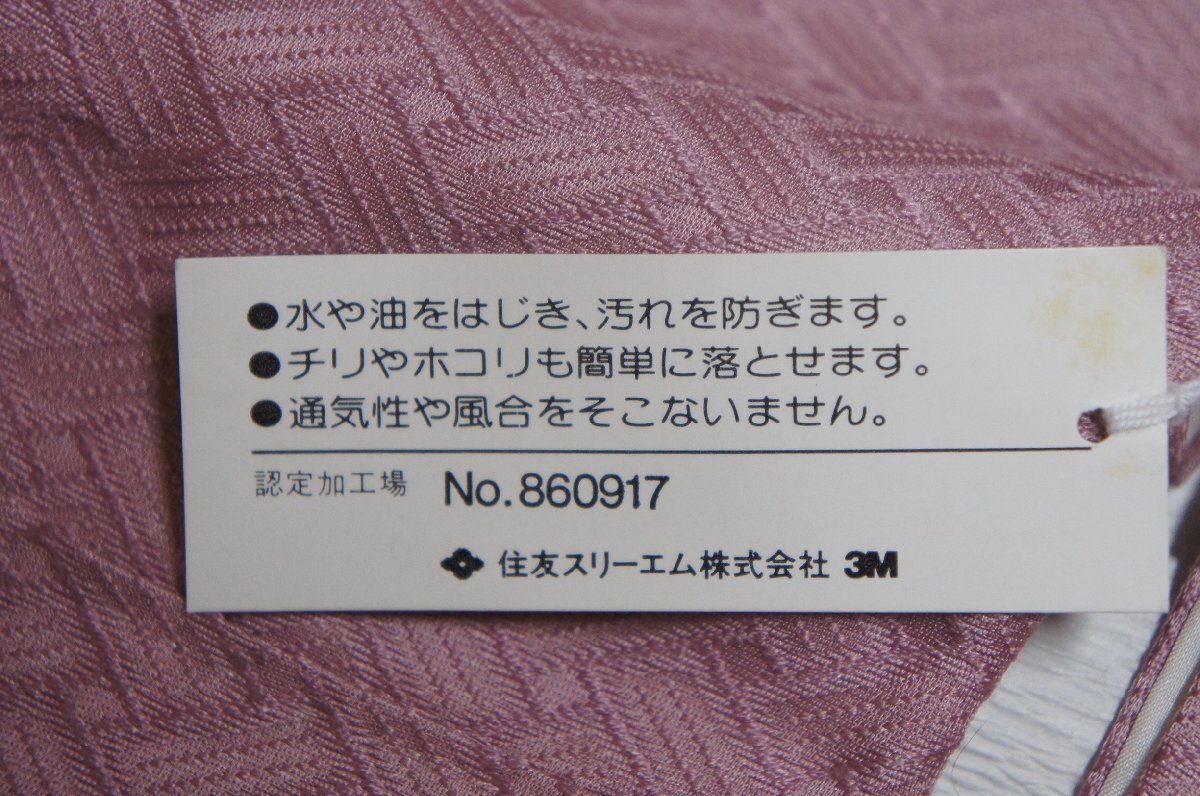 ●水や油をはじき、汚れを防ぎます。
●チリやホコリも簡単に落とせます。
●通気性や風合をそこないません。
認定加工場 No.860917
住友スリーエム株式会社 3M